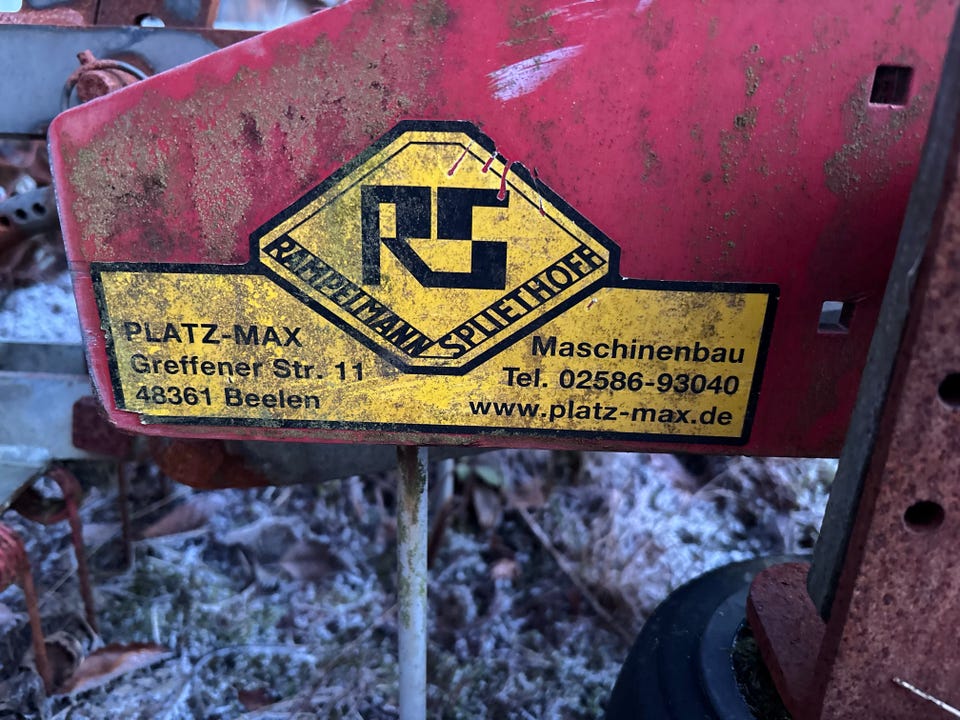 RS
RAMPELMANN SPLIETHOFF
PLATZ-MAX
Greffener Str. 11
48361 Beelen
Maschinenbau
Tel. 02586-93040
www.platz-max.de